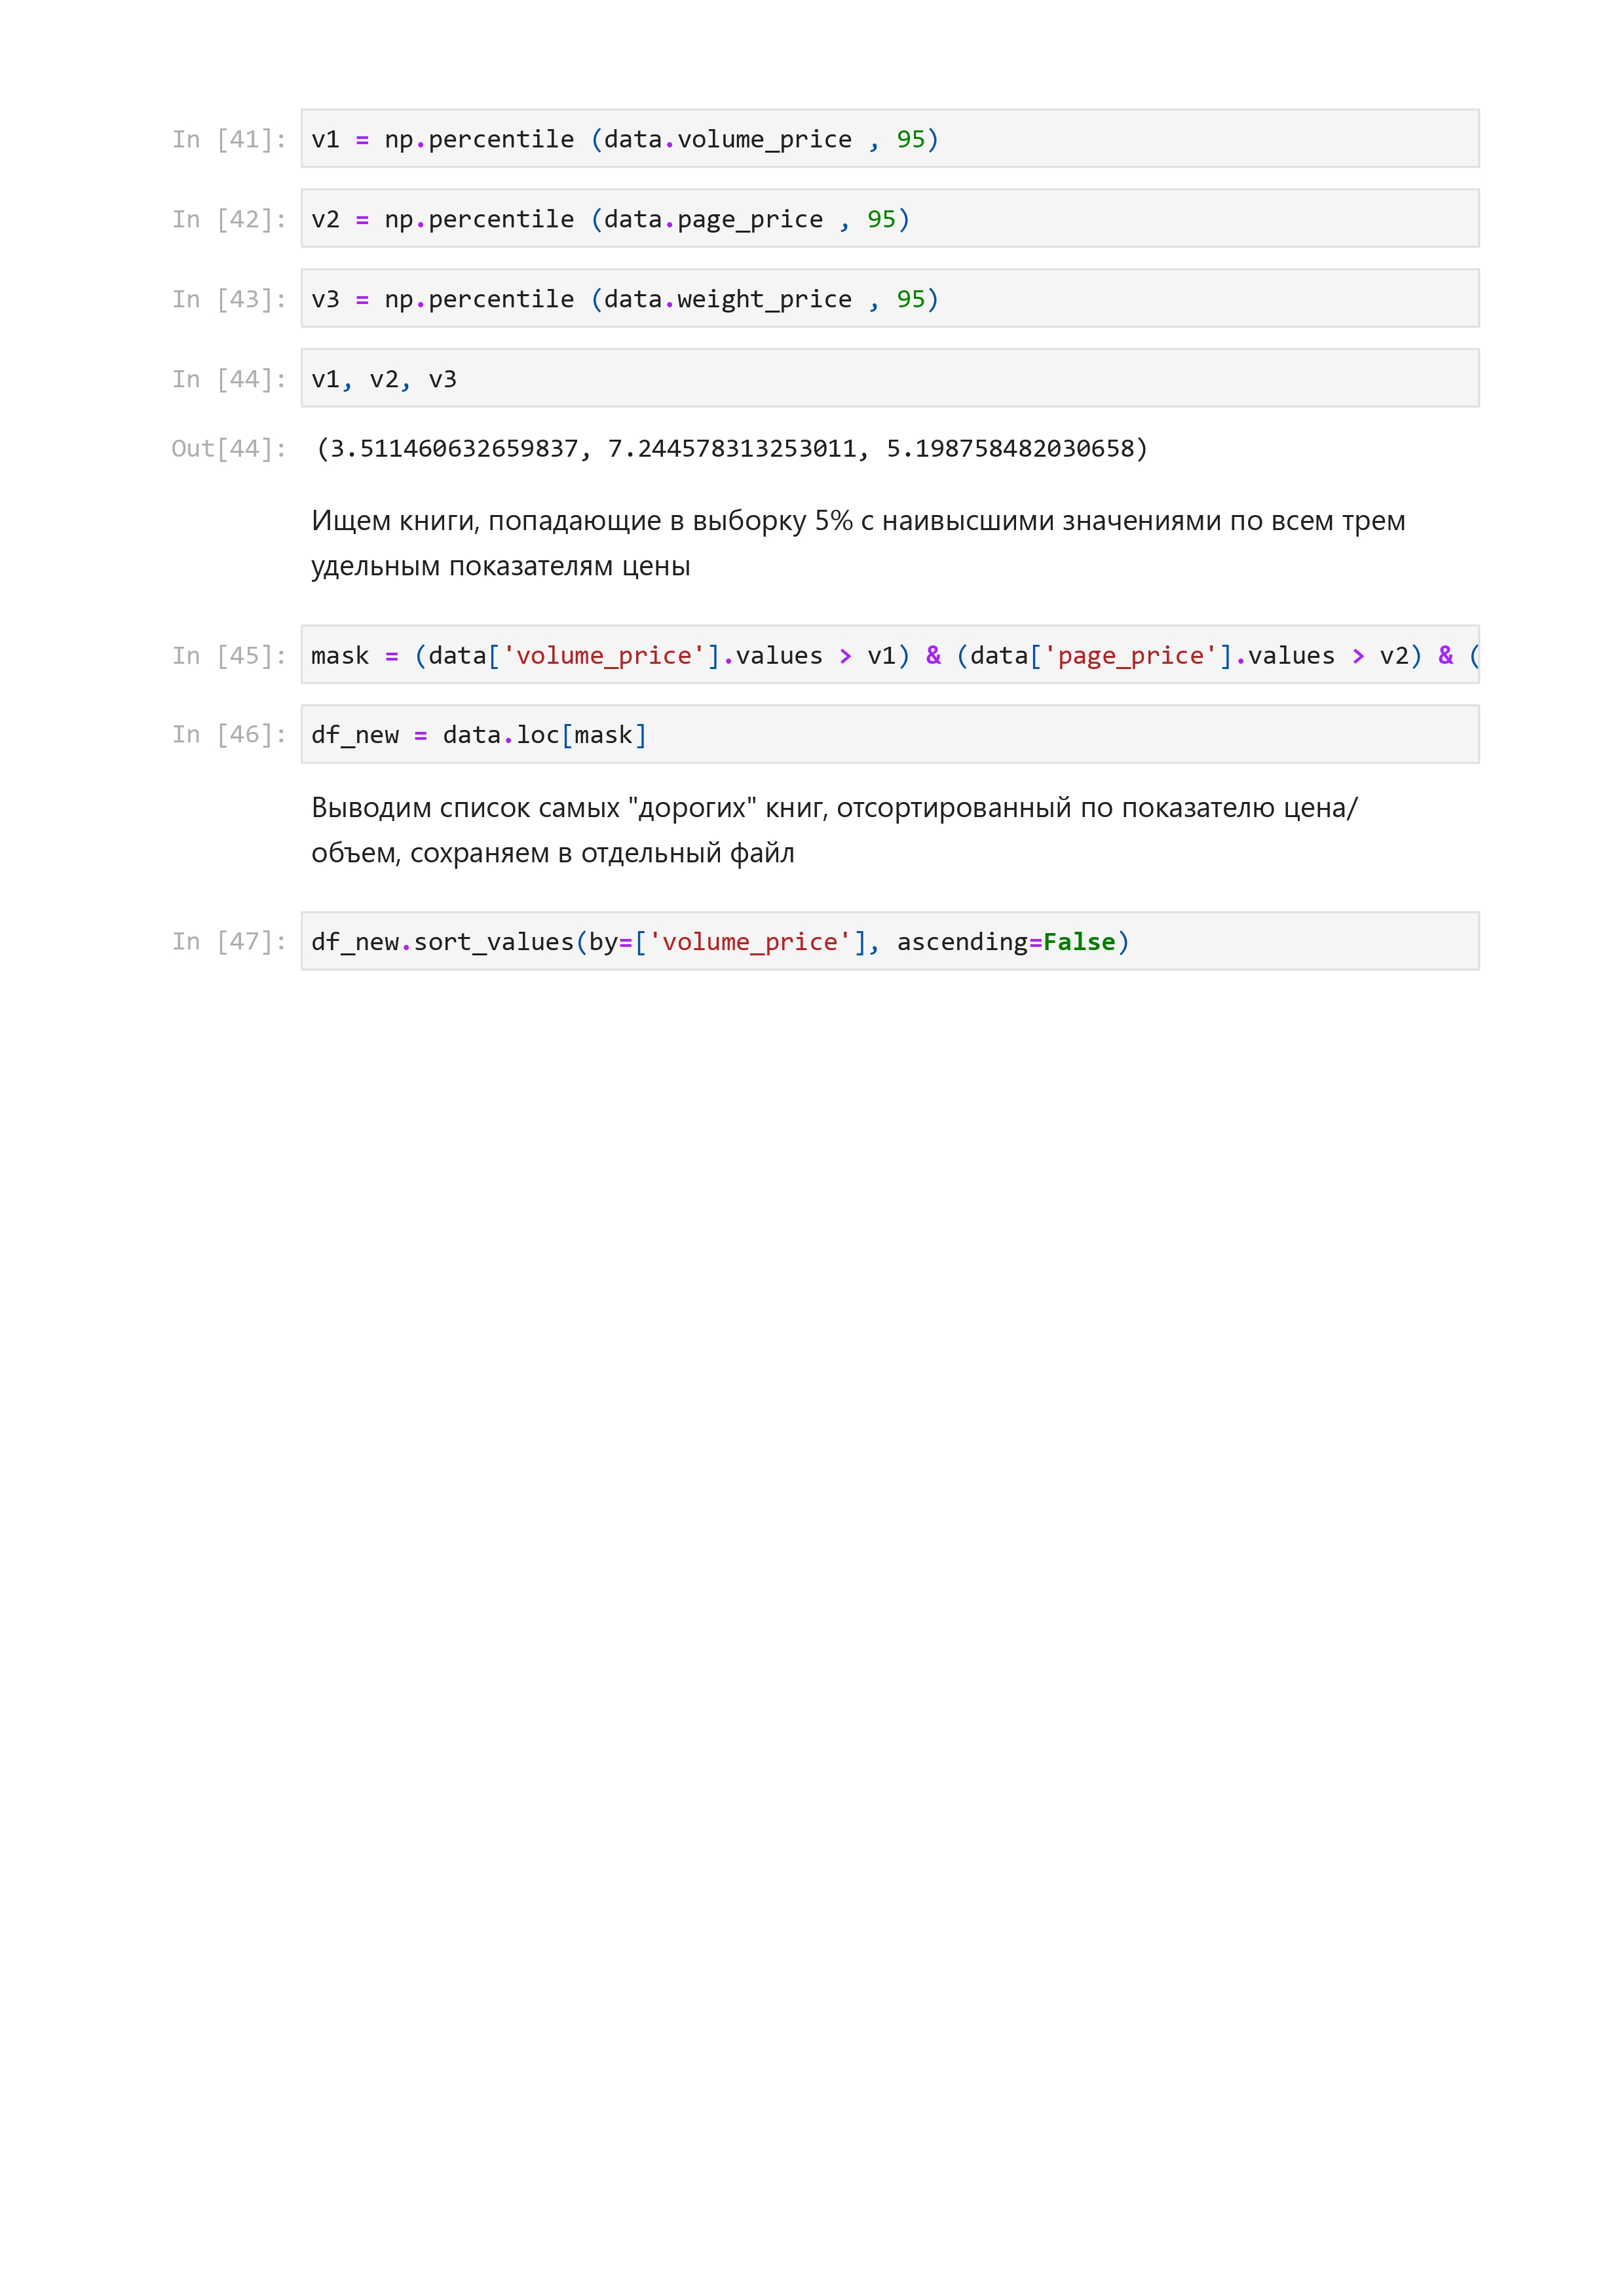 In [41]: v1 = np.percentile (data.volume_price , 95)
In [42]: v2 = np.percentile (data.page_price , 95)
In [43]: v3 = np.percentile (data.weight_price , 95)
In [44]: v1, v2, v3
Out[44]: (3.511460632659837, 7.244578313253011, 5.198758482030658)
Ищем книги, попадающие в выборку 5% с наивысшими значениями по всем трем
удельным показателям цены
In [45]: mask = (data['volume_price'].values > v1) & (data['page_price'].values > v2) & (
In [46]: df_new = data.loc[mask]
Выводим список самых "дорогих" книг, отсортированный по показателю цена/
объем, сохраняем в отдельный файл
In [47]: df_new.sort_values(by=['volume_price'], ascending=False)